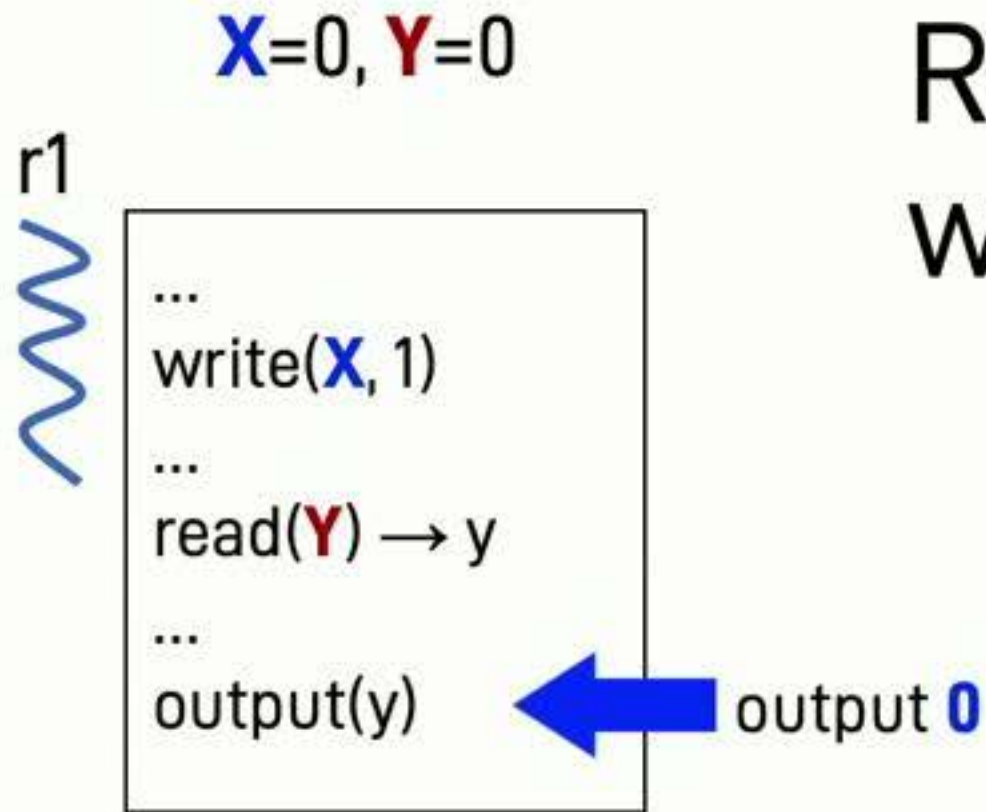 X=0, Y=0
r1
...
write(X, 1)
...
read(Y) → y
...
output(y)
output 0